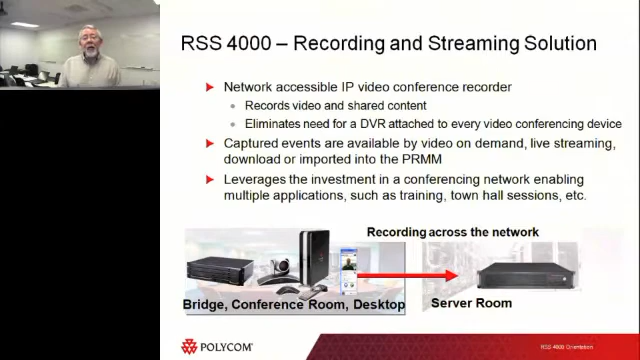 RSS 4000 – Recording and Streaming Solution
Network accessible IP video conference recorder
Records video and shared content
Eliminates need for a DVR attached to every video conferencing device
Captured events are available by video on demand, live streaming,
download or imported into the PRMM
Leverages the investment in a conferencing network enabling
multiple applications, such as training, town hall sessions, etc.
Recording across the network
Bridge, Conference Room, Desktop
Server Room
POLYCOM
RSS 4000 Orientation